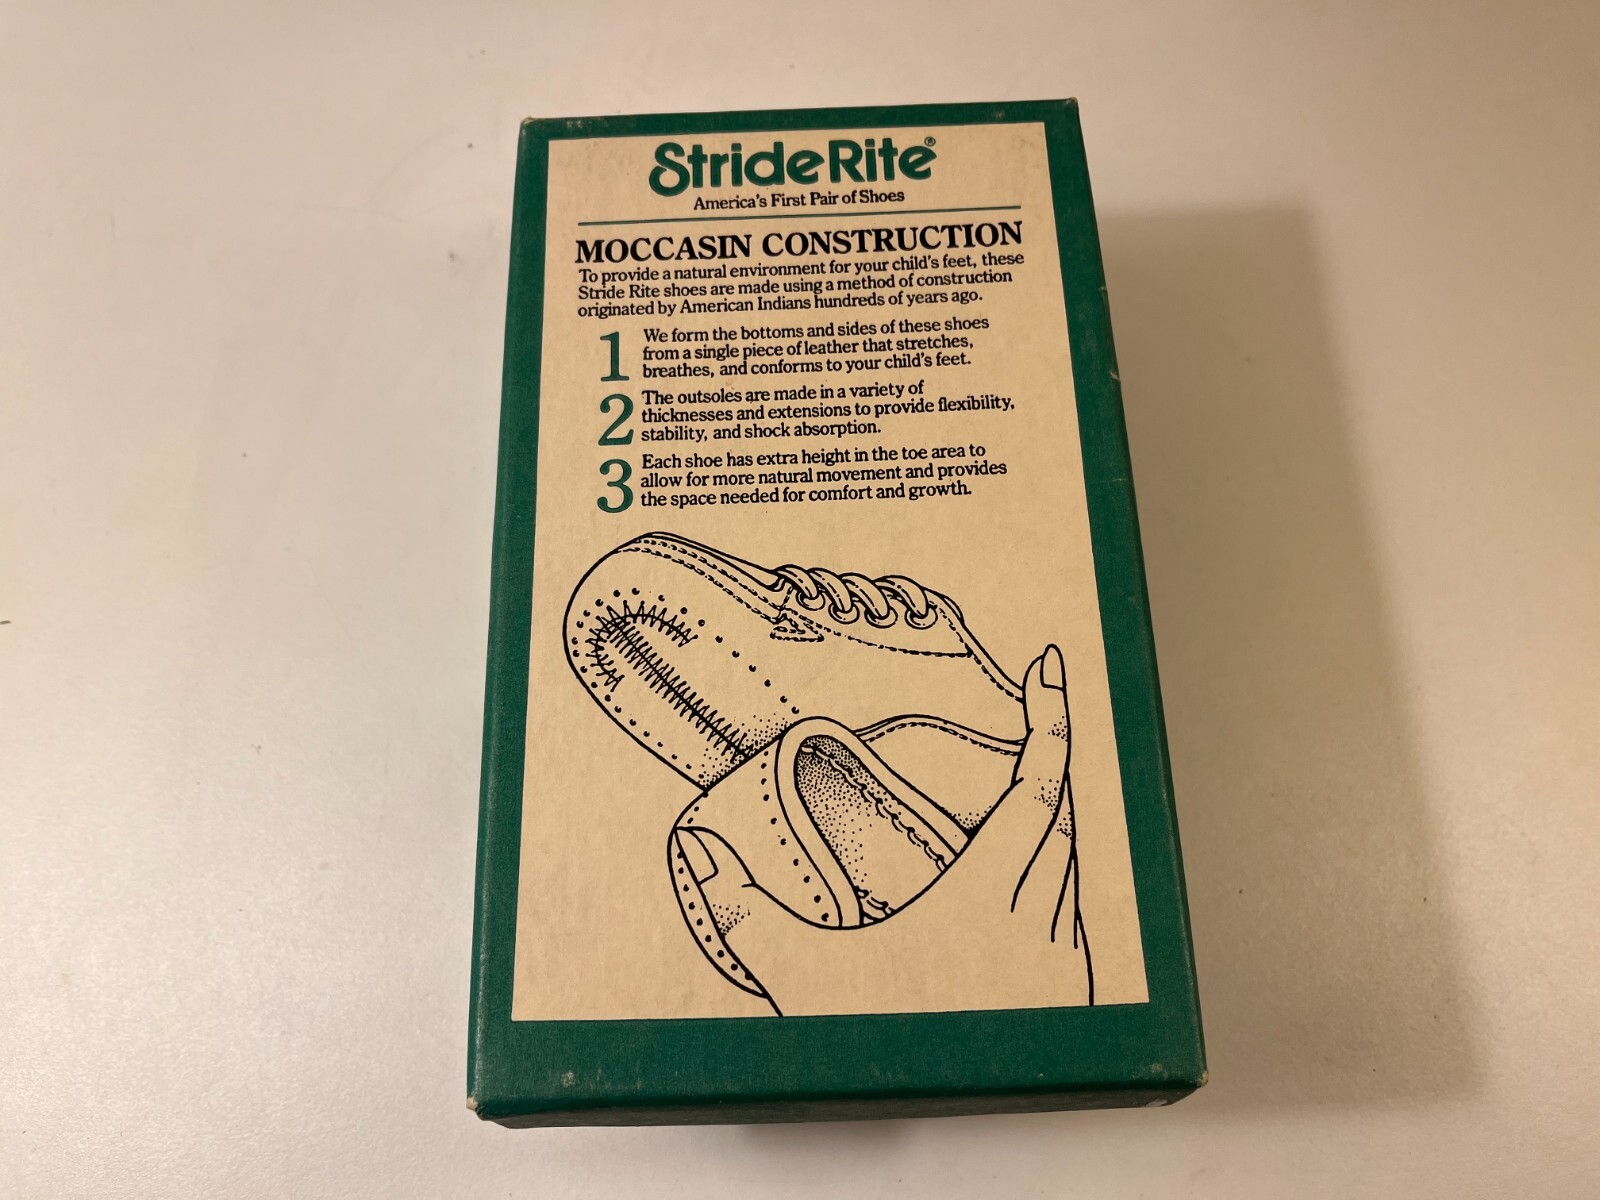 StrideRite®
America's First Pair of Shoes
MOCCASIN CONSTRUCTION
To provide a natural environment for your child's feet, these
Stride Rite shoes are made using a method of construction
originated by American Indians hundreds of years ago.
1 We form the bottoms and sides of these shoes
from a single piece of leather that stretches,
breathes, and conforms to your child's feet.
2 The outsoles are made in a variety of
thicknesses and extensions to provide flexibility,
stability, and shock absorption.
3 Each shoe has extra height in the toe area to
allow for more natural movement and provides
the space needed for comfort and growth.